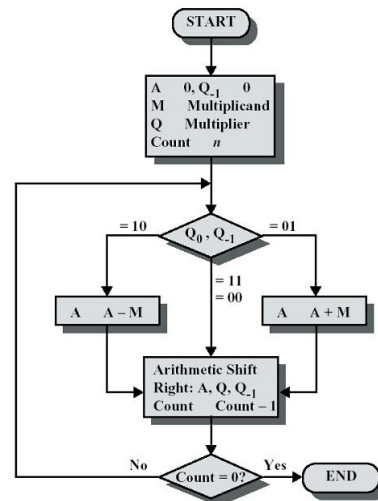 START
A 0, Q-1 0
M Multiplicand
Q Multiplier
Count n
= 10
Q0 , Q-1
= 01
= 11
= 00
A A – M
A A + M
Arithmetic Shift
Right: A, Q, Q-1
Count Count – 1
No
Count = 0?
Yes
END